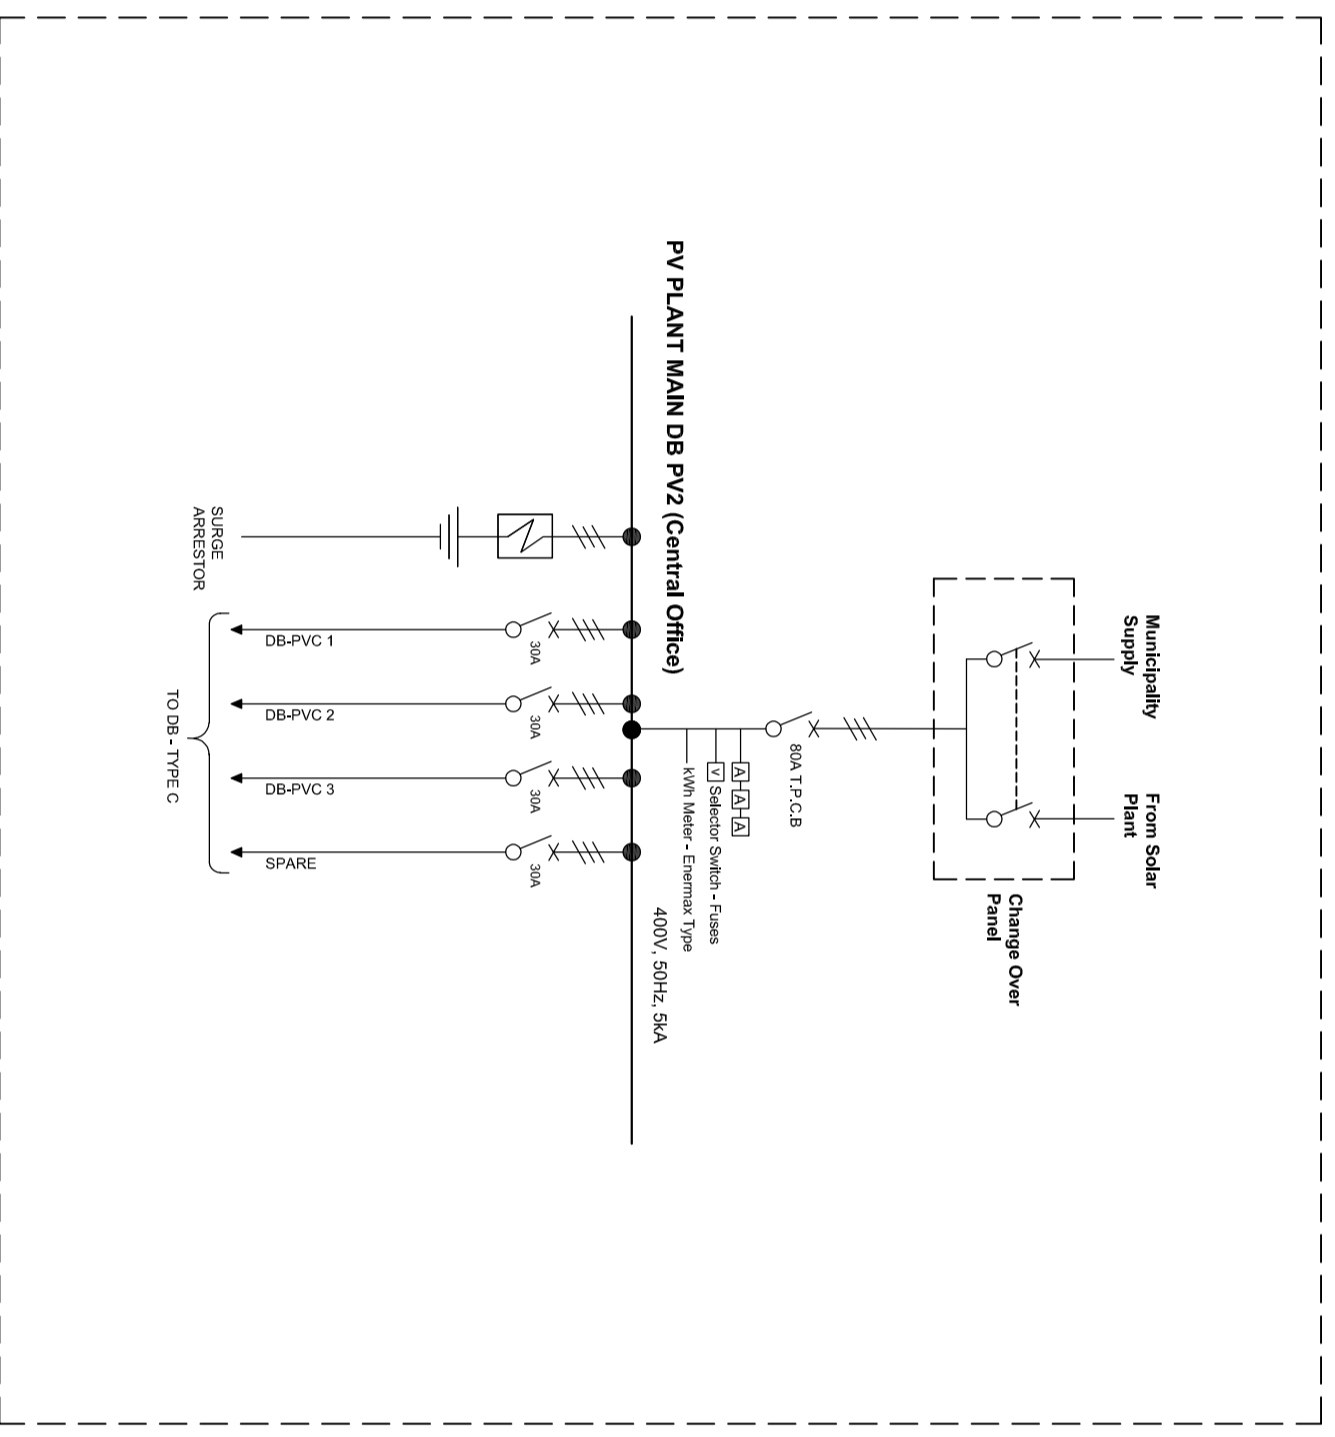 Municipality
Supply
From Solar
Plant
Change Over
Panel
80A T.P.C.B
A A A
V Selector Switch - Fuses
kWh Meter - Enermax Type
PV PLANT MAIN DB PV2 (Central Office)
400V, 50Hz, 5kA
30A
30A
30A
30A
DB-PVC 1
DB-PVC 2
DB-PVC 3
SPARE
SURGE
ARRESTOR
TO DB - TYPE C